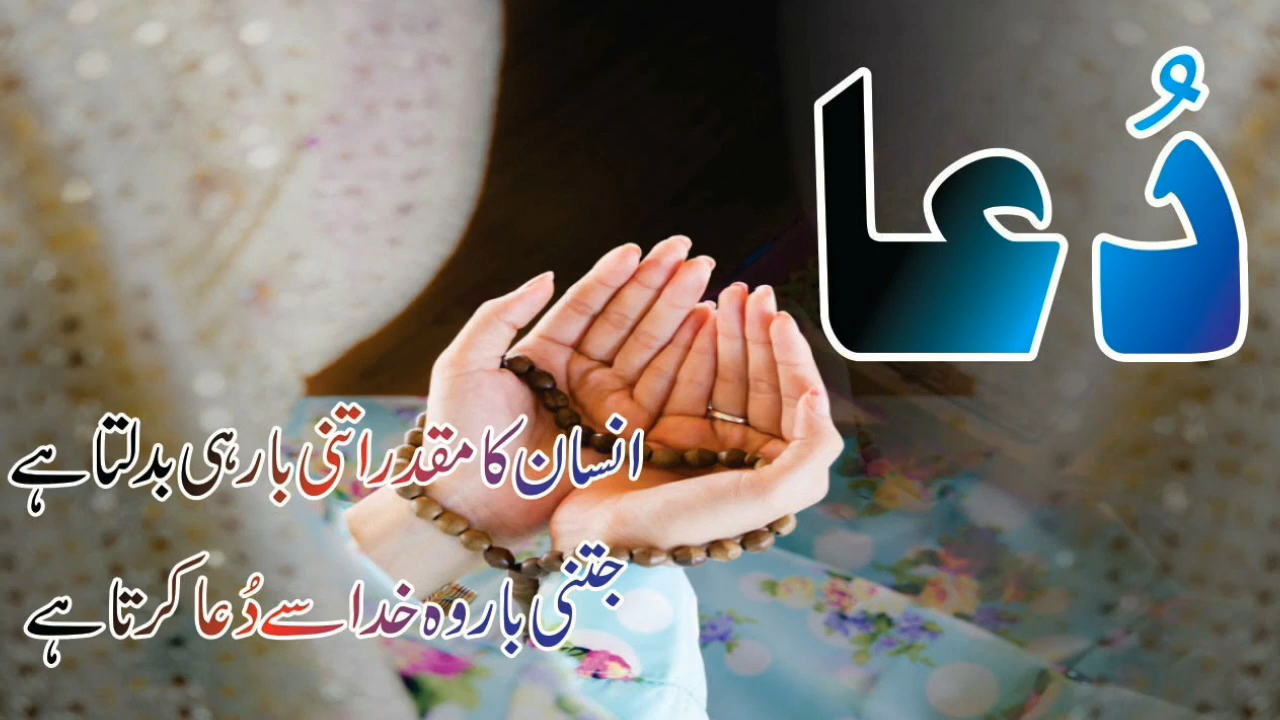 دُعا
انسان کا مقدر اتنی بار ہی بدلتا ہے
جتنی بار وہ خدا سے دُعا کرتا ہے